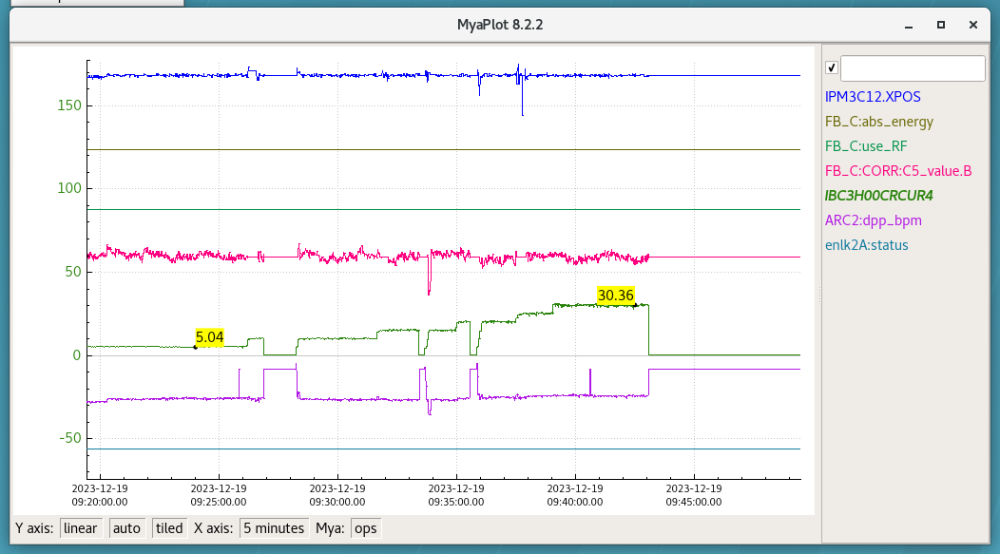 MyaPlot 8.2.2
IPM3C12.XPOS
FB_C:abs_energy
FB_C:use_RF
FB_C:CORR:C5_value.B
IBC3H00CRCUR4
ARC2:dpp_bpm
enlk2A:status
150
100
50
0
-50
5.04
30.36
2023-12-19 2023-12-19 2023-12-19 2023-12-19 2023-12-19 2023-12-19
09:20:00.00 09:25:00.00 09:30:00.00 09:35:00.00 09:40:00.00 09:45:00.00
Y axis: linear auto tiled X axis: 5 minutes Mya: ops